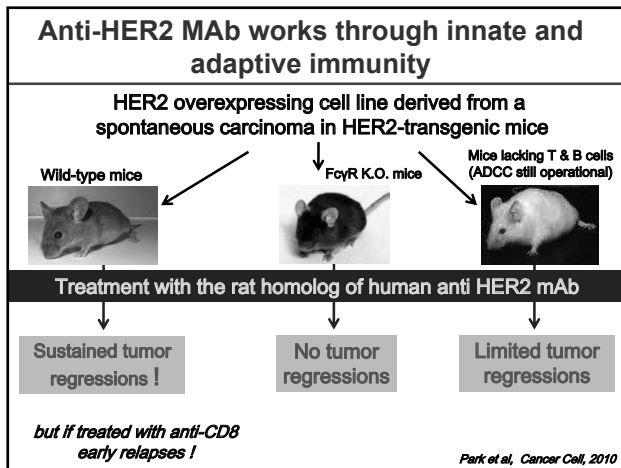 Anti-HER2 MAb works through innate and
adaptive immunity
HER2 overexpressing cell line derived from a
spontaneous carcinoma in HER2-transgenic mice
Wild-type mice
FcγR K.O. mice
Mice lacking T & B cells
(ADCC still operational)
Treatment with the rat homolog of human anti HER2 mAb
Sustained tumor
regressions !
No tumor
regressions
Limited tumor
regressions
but if treated with anti-CD8
early relapses !
Park et al, Cancer Cell, 2010